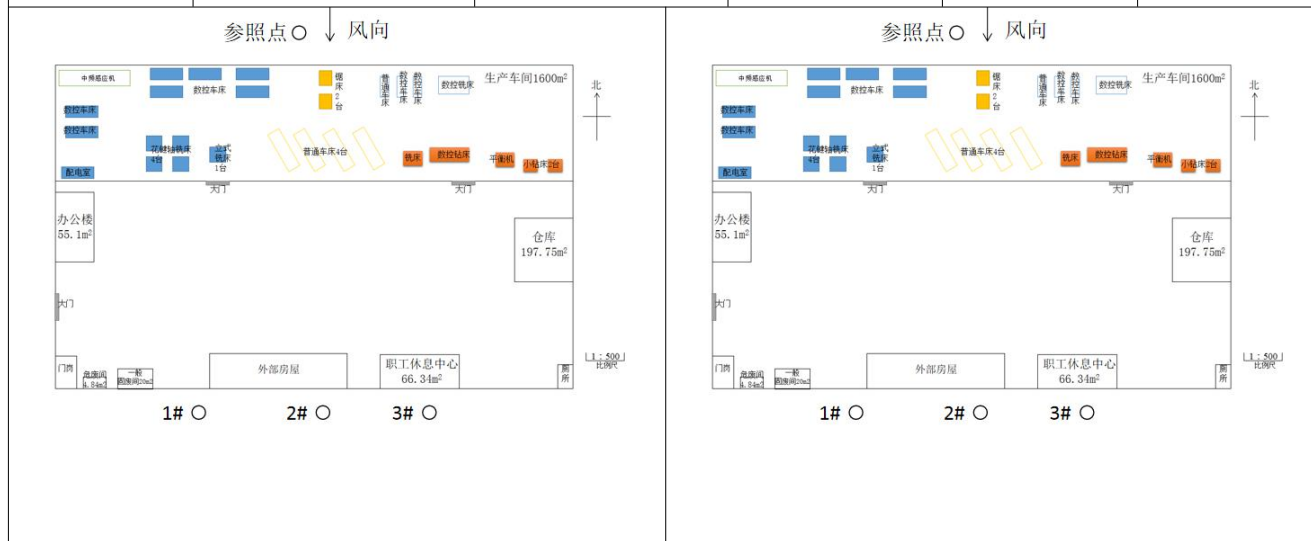 参照点○ ↓ 风向
中频感应机
数控车床
锯床2台
普通车床
数控车床
数控车床
数控铣床
生产车间1600m²
北
数控车床
数控车床
花键轴铣床4台
立式铣床1台
普通车床4台
铣床
数控钻床
平衡机
小钻床2台
配电室
大门
大门
办公楼
55.1m²
仓库
197.75m²
大门
门岗
危废间
4.84m2
一般
固废间20m2
外部房屋
职工休息中心
66.34m²
厕所
1：500
比例尺
1# ○
2# ○
3# ○
参照点○ ↓ 风向
中频感应机
数控车床
锯床2台
普通车床
数控车床
数控车床
数控铣床
生产车间1600m²
北
数控车床
数控车床
花键轴铣床4台
立式铣床1台
普通车床4台
铣床
数控钻床
平衡机
小钻床2台
配电室
大门
大门
办公楼
55.1m²
仓库
197.75m²
大门
门岗
危废间
4.84m2
一般
固废间20m2
外部房屋
职工休息中心
66.34m²
厕所
1：500
比例尺
1# ○
2# ○
3# ○